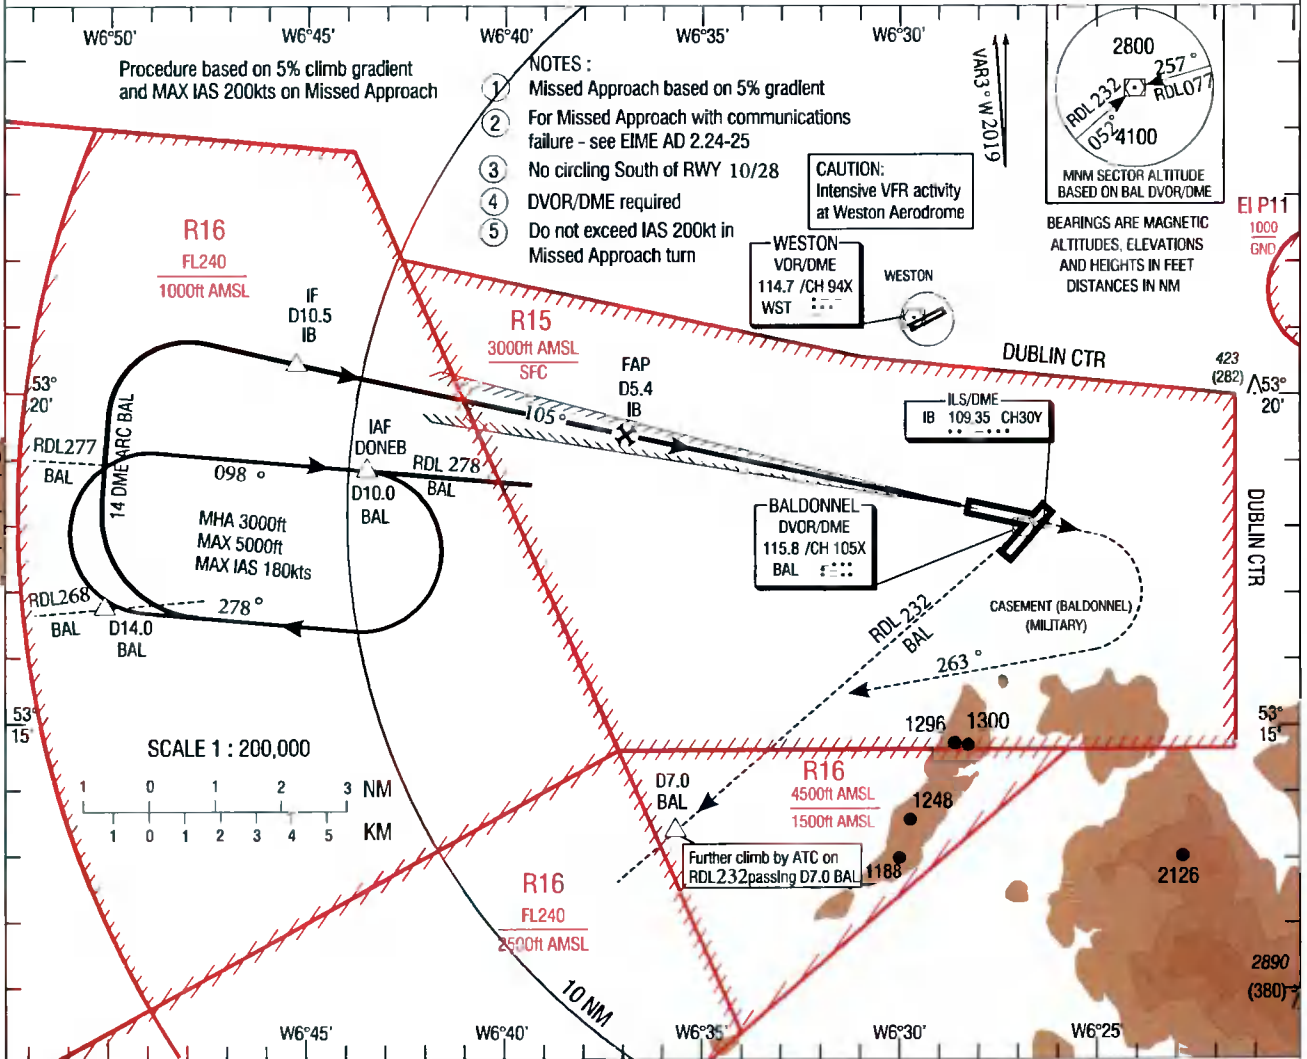 W6°50'
W6°45'
W6°40'
W6°35'
W6°30'
Procedure based on 5% climb gradient
and MAX IAS 200kts on Missed Approach
NOTES :
1 Missed Approach based on 5% gradient
2 For Missed Approach with communications
failure - see EIME AD 2.24-25
3 No circling South of RWY 10/28
4 DVOR/DME required
5 Do not exceed IAS 200kt in
Missed Approach turn
VAR3° W 2019
2800
257°
RDL077
RDL232
052°
4100
MNM SECTOR ALTITUDE
BASED ON BAL DVOR/DME
BEARINGS ARE MAGNETIC
ALTITUDES, ELEVATIONS
AND HEIGHTS IN FEET
DISTANCES IN NM
CAUTION:
Intensive VFR activity
at Weston Aerodrome
EI P11
1000
GND
R16
FL240
1000ft AMSL
WESTON
VOR/DME
114.7 /CH 94X
WST
WESTON
IF
D10.5
IB
R15
3000ft AMSL
SFC
DUBLIN CTR
FAP
D5.4
IB
423
(282)
53°
20'
53°
20'
105°
ILS/DME
IB 109.35 CH30Y
14 DME ARC BAL
IAF
DONEB
RDL277
BAL
098 °
RDL 278
BAL
D10.0
BAL
MHA 3000ft
MAX 5000ft
MAX IAS 180kts
BALDONNEL
DVOR/DME
115.8 /CH 105X
BAL
DUBLIN CTR
RDL268
BAL
278°
D14.0
BAL
RDL 232
BAL
CASEMENT (BALDONNEL)
(MILITARY)
263 °
53°
15'
53°
15'
1296
1300
SCALE 1 : 200,000
1 0 1 2 3 NM
1 0 1 2 3 4 5 KM
D7.0
BAL
R16
4500ft AMSL
1500ft AMSL
1248
Further climb by ATC on
RDL232passing D7.0 BAL
1188
2126
R16
FL240
2500ft AMSL
2890
(380)
10 NM
W6°45'
W6°40'
W6°35'
W6°30'
W6°25'